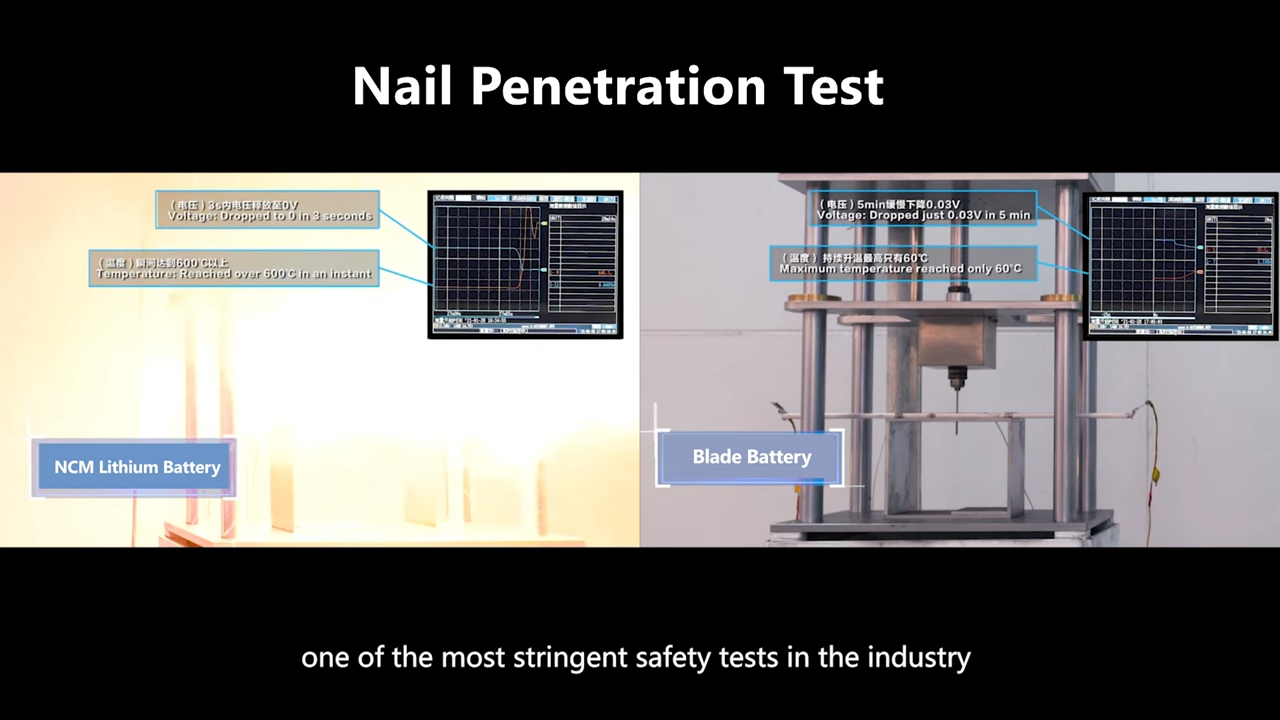 Nail Penetration Test
（电压）3s内电压释放至0V
Voltage: Dropped to 0 in 3 seconds
（温度）瞬间达到600℃以上
Temperature: Reached over 600℃ in an instant
NCM Lithium Battery
（电压）5min缓慢下降0.03V
Voltage: Dropped just 0.03V in 5 min
（温度）持续升温最高只有60℃
Maximum temperature reached only 60℃
Blade Battery
one of the most stringent safety tests in the industry